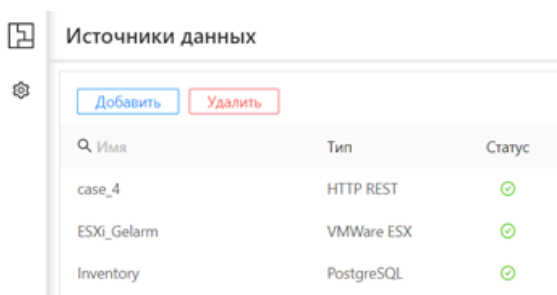 Источники данных
Добавить Удалить
Имя Тип Статус
case_4 HTTP REST
ESXi_Gelarm VMWare ESX
Inventory PostgreSQL